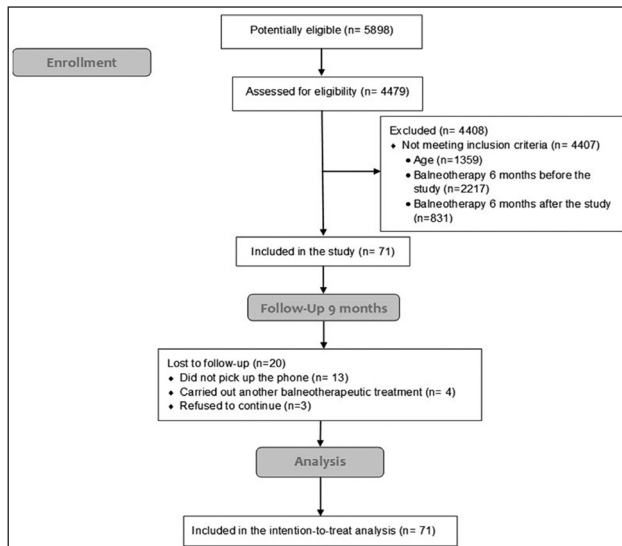 Potentially eligible (n= 5898)
Enrollment
Assessed for eligibility (n= 4479)
Excluded (n= 4408)
⬥ Not meeting inclusion criteria (n= 4407)
● Age (n=1359)
● Balneotherapy 6 months before the
study (n=2217)
● Balneotherapy 6 months after the study
(n=831)
Included in the study (n= 71)
Follow-Up 9 months
Lost to follow-up (n=20)
⬥ Did not pick up the phone (n= 13)
⬥ Carried out another balneotherapeutic treatment (n= 4)
⬥ Refused to continue (n=3)
Analysis
Included in the intention-to-treat analysis (n= 71)